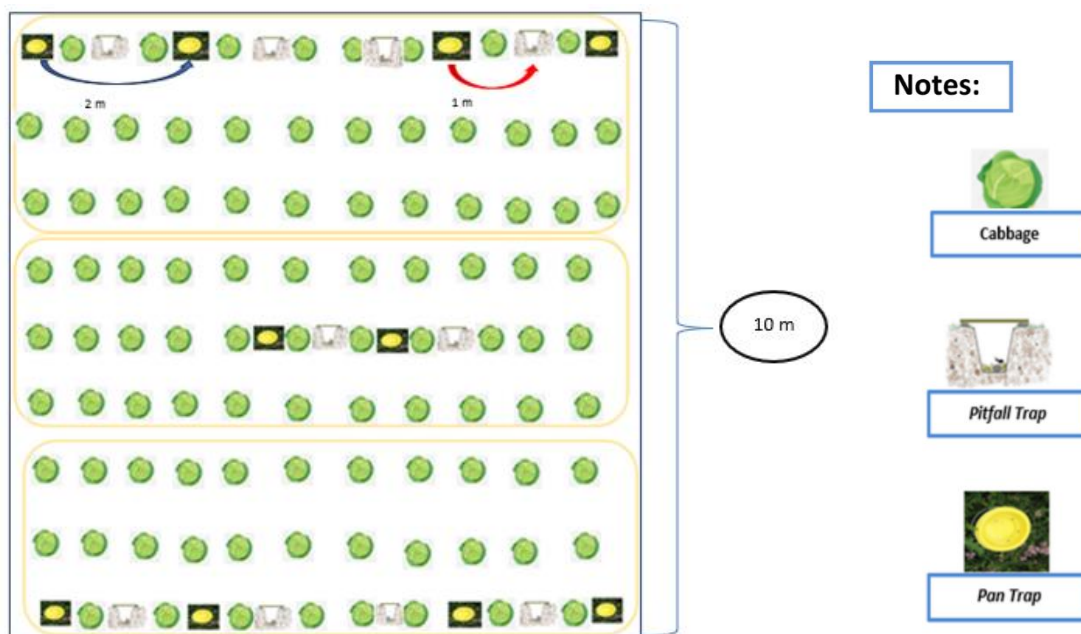 2 m
1 m
10 m
Notes:
Cabbage
Pitfall Trap
Pan Trap